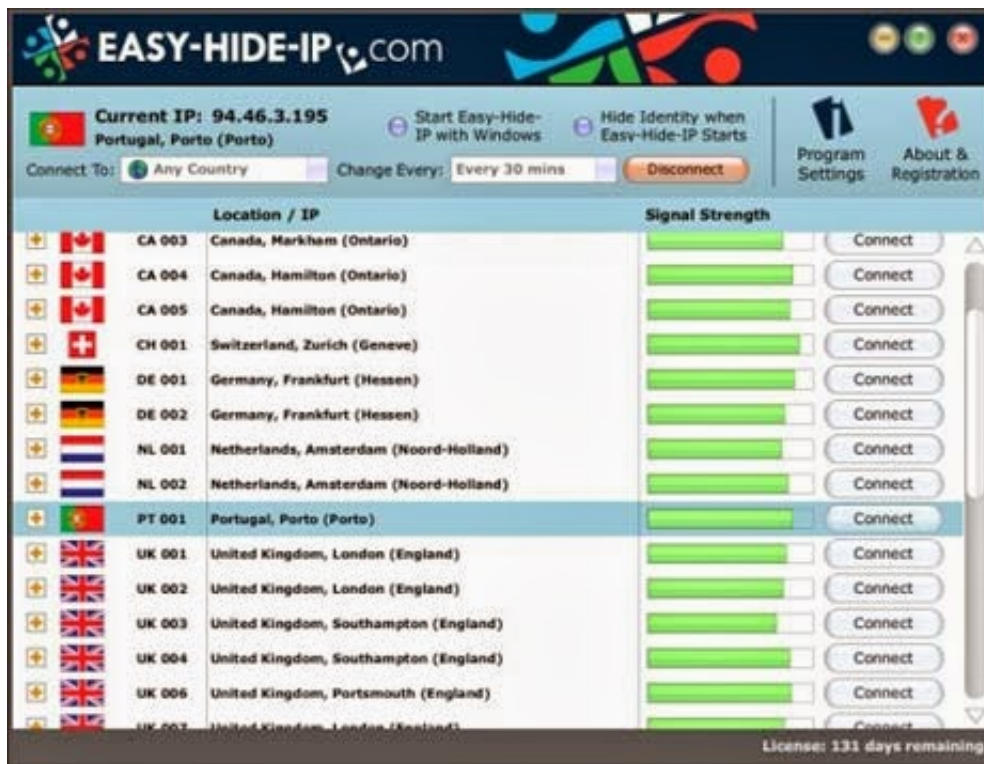 EASY-HIDE-IP.com
Current IP: 94.46.3.195
Portugal, Porto (Porto)
Start Easy-Hide-
IP with Windows
Hide Identity when
Easy-Hide-IP Starts
Program
Settings
About &
Registration
Connect To: Any Country Change Every: Every 30 mins Disconnect
Location / IP Signal Strength
CA 003 Canada, Markham (Ontario) Connect
CA 004 Canada, Hamilton (Ontario) Connect
CA 005 Canada, Hamilton (Ontario) Connect
CH 001 Switzerland, Zurich (Geneve) Connect
DE 001 Germany, Frankfurt (Hessen) Connect
DE 002 Germany, Frankfurt (Hessen) Connect
NL 001 Netherlands, Amsterdam (Noord-Holland) Connect
NL 002 Netherlands, Amsterdam (Noord-Holland) Connect
PT 001 Portugal, Porto (Porto) Connect
UK 001 United Kingdom, London (England) Connect
UK 002 United Kingdom, London (England) Connect
UK 003 United Kingdom, Southampton (England) Connect
UK 004 United Kingdom, Southampton (England) Connect
UK 006 United Kingdom, Portsmouth (England) Connect
UK 007 United Kingdom, London (England) Connect
License: 131 days remaining